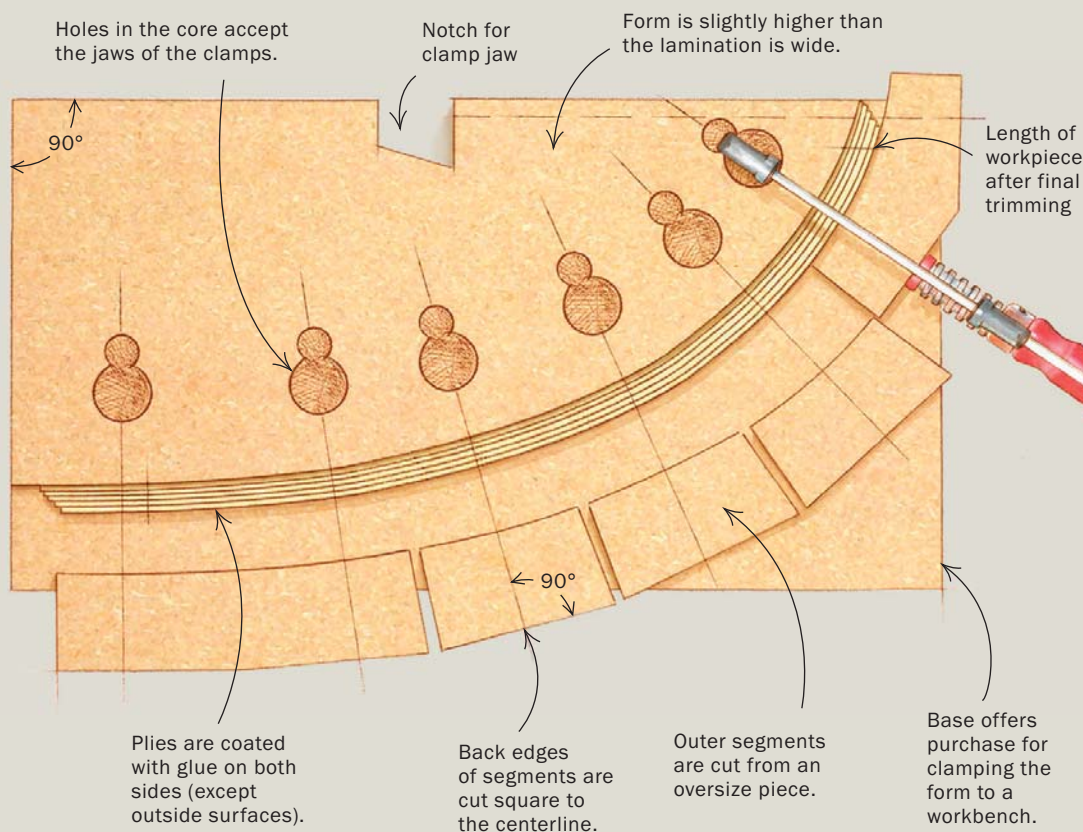 Holes in the core accept
the jaws of the clamps.
Notch for
clamp jaw
Form is slightly higher than
the lamination is wide.
90°
Length of
workpiece
after final
trimming
90°
Plies are coated
with glue on both
sides (except
outside surfaces).
Back edges
of segments are
cut square to
the centerline.
Outer segments
are cut from an
oversize piece.
Base offers
purchase for
clamping the
form to a
workbench.